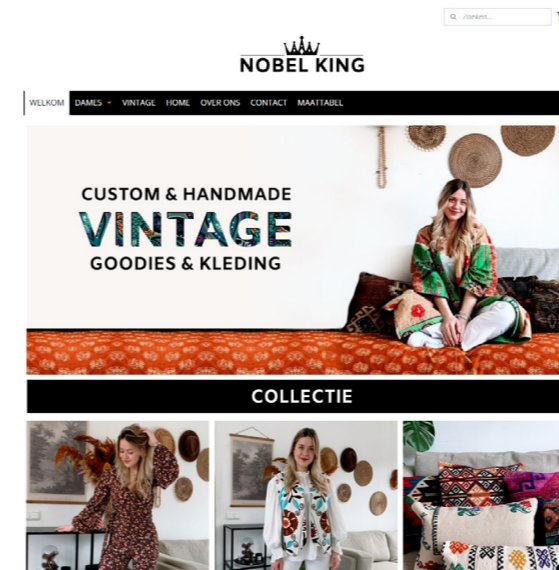 Zoeken...
NOBEL KING
WELKOM DAMES VINTAGE HOME OVER ONS CONTACT MAATTABEL
CUSTOM & HANDMADE
VINTAGE
GOODIES & KLEDING
COLLECTIE